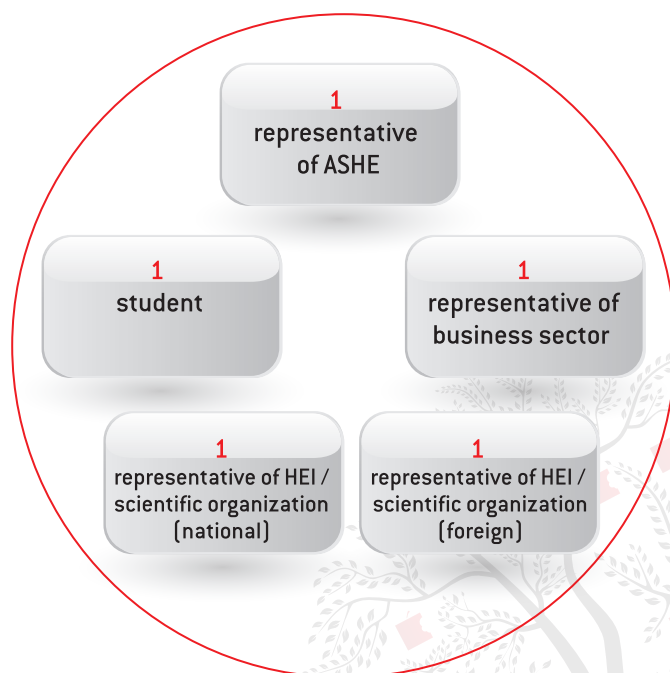 1
representative
of ASHE
1
student
1
representative of
business sector
1
representative of HEI /
scientific organization
(national)
1
representative of HEI /
scientific organization
(foreign)